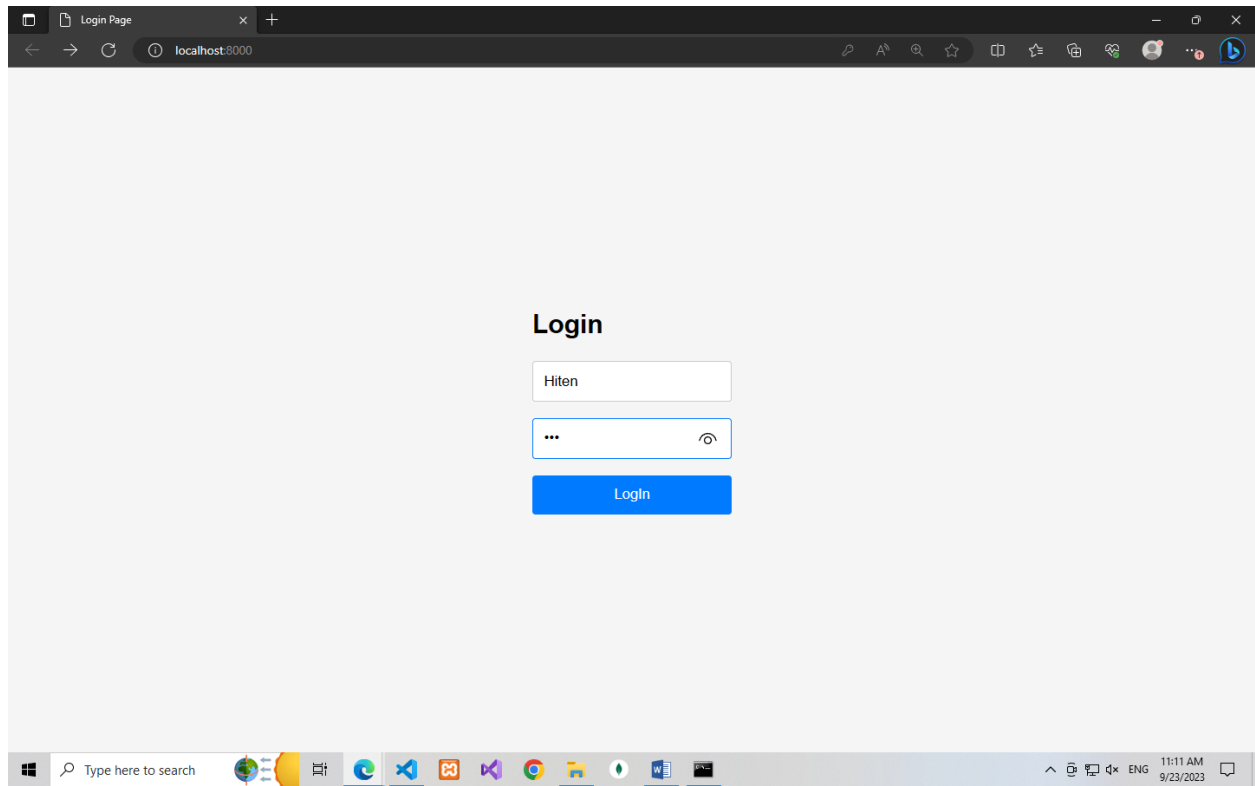 Login Page
localhost:8000
Login
Hiten
•••
LogIn
Type here to search
ENG
11:11 AM
9/23/2023